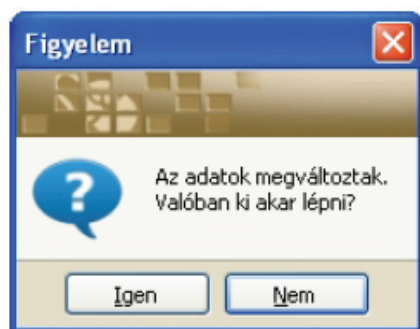 Figyelem
Az adatok megváltoztak.
Valóban ki akar lépni?
Igen
Nem